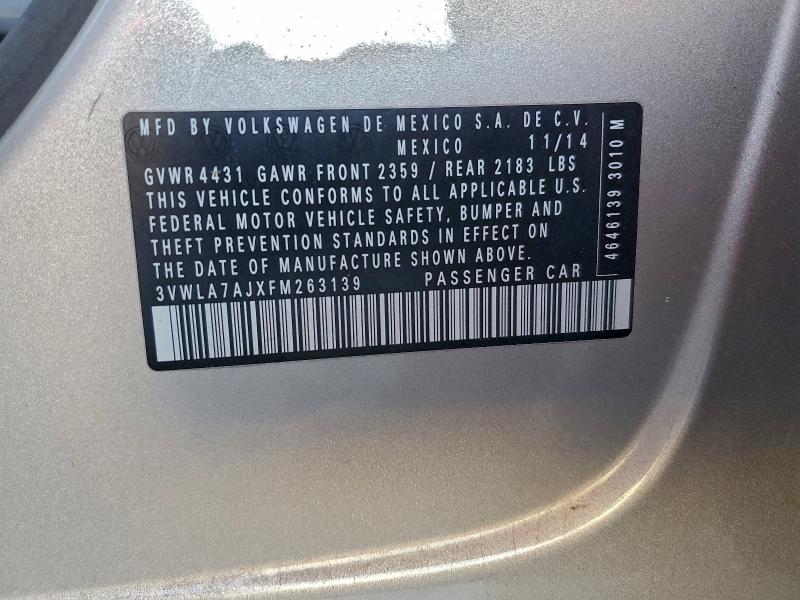 MFD BY VOLKSWAGEN DE MEXICO S.A. DE C.V.
MEXICO 11/14
GVWR 4431 GAWR FRONT 2359 / REAR 2183 LBS
THIS VEHICLE CONFORMS TO ALL APPLICABLE U.S.
FEDERAL MOTOR VEHICLE SAFETY, BUMPER AND
THEFT PREVENTION STANDARDS IN EFFECT ON
THE DATE OF MANUFACTURE SHOWN ABOVE.
3VWLA7AJXFM263139 PASSENGER CAR
4646139 3010 M